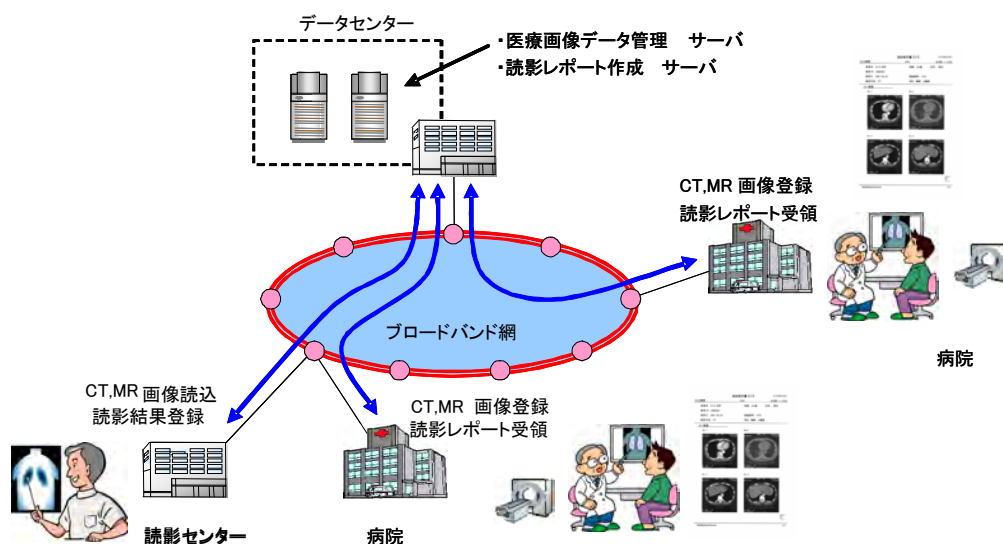 データセンター
・医療画像データ管理　サーバ
・読影レポート作成　サーバ
CT,MR 画像登録
読影レポート受領
ブロードバンド網
病院
CT,MR 画像読込
読影結果登録
CT,MR 画像登録
読影レポート受領
読影センター
病院